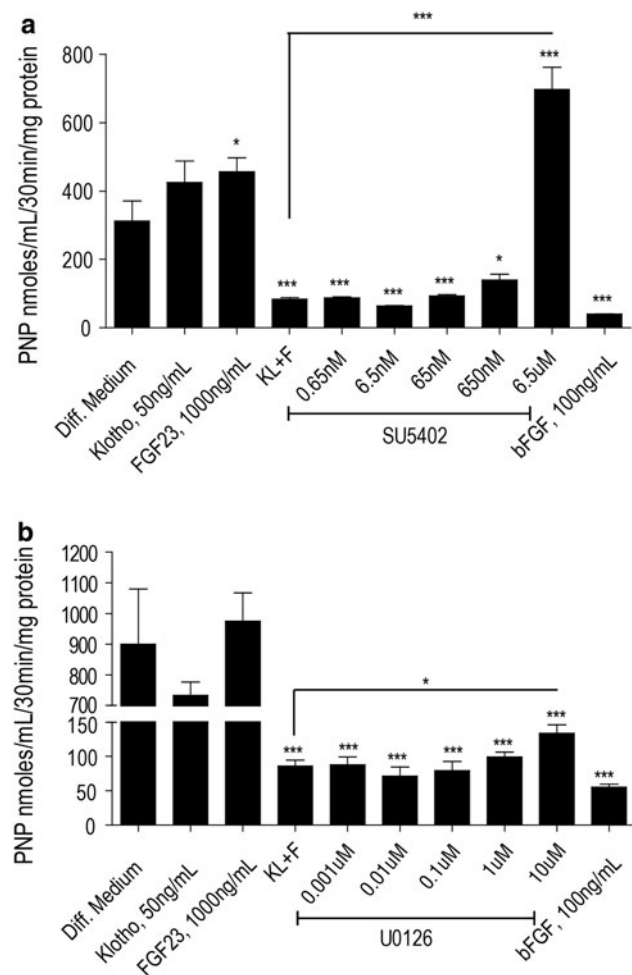 a
***
PNP nmoles/mL/30min/mg protein
800
600
400
200
0
*
***
***
***
***
*
***
***
Diff. Medium
Klotho, 50ng/mL
FGF23, 1000ng/mL
KL+F
0.65nM
6.5nM
65nM
650nM
6.5uM
bFGF, 100ng/mL
SU5402
b
PNP nmoles/mL/30min/mg protein
1200
1100
1000
900
800
700
150
100
50
0
*
***
***
***
***
***
***
***
Diff. Medium
Klotho, 50ng/mL
FGF23, 1000ng/mL
KL+F
0.001uM
0.01uM
0.1uM
1uM
10uM
bFGF, 100ng/mL
U0126